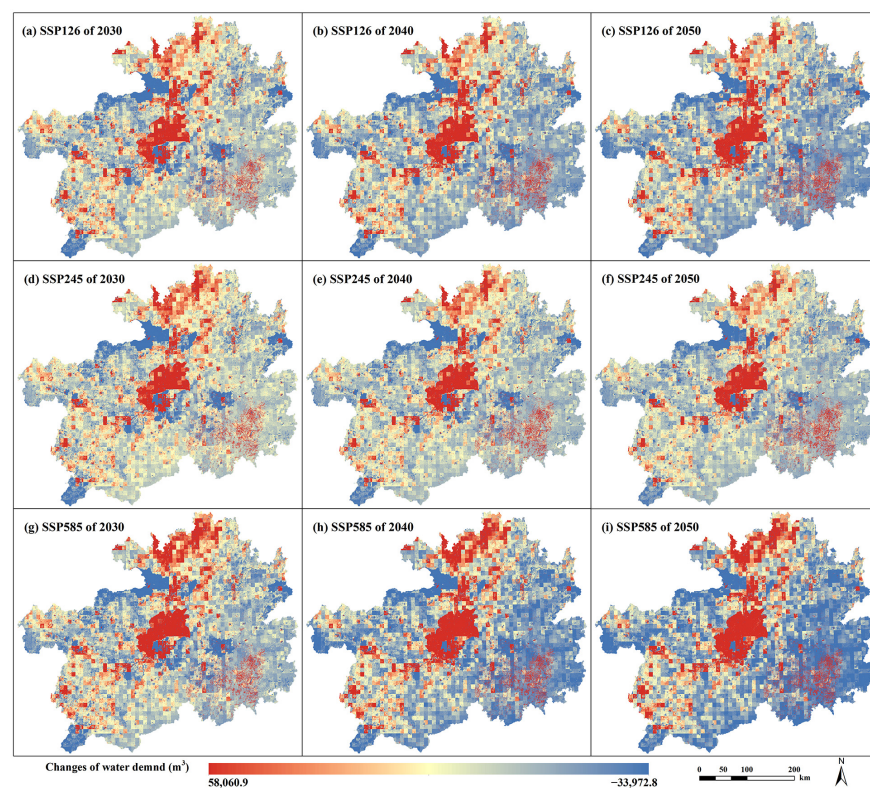 (a) SSP126 of 2030
(b) SSP126 of 2040
(c) SSP126 of 2050
(d) SSP245 of 2030
(e) SSP245 of 2040
(f) SSP245 of 2050
(g) SSP585 of 2030
(h) SSP585 of 2040
(i) SSP585 of 2050
Changes of water demnd (m³)
58,060.9
−33,972.8
0 50 100 200
km
N